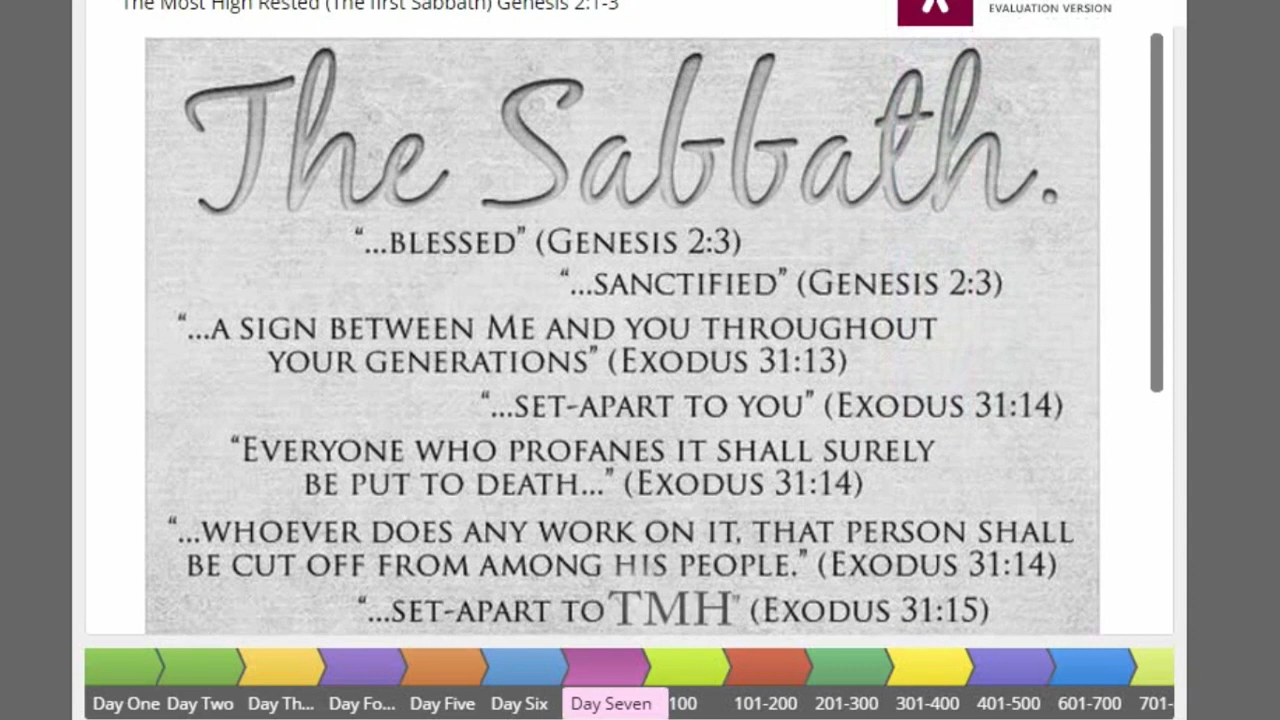 The Most High Rested (The first Sabbath) Genesis 2:1-3
EVALUATION VERSION
The Sabbath.
“...BLESSED” (GENESIS 2:3)
“...SANCTIFIED” (GENESIS 2:3)
“...A SIGN BETWEEN ME AND YOU THROUGHOUT
YOUR GENERATIONS” (EXODUS 31:13)
“...SET-APART TO YOU” (EXODUS 31:14)
“EVERYONE WHO PROFANES IT SHALL SURELY
BE PUT TO DEATH...” (EXODUS 31:14)
“...WHOEVER DOES ANY WORK ON IT, THAT PERSON SHALL
BE CUT OFF FROM AMONG HIS PEOPLE.” (EXODUS 31:14)
“...SET-APART TO TMH” (EXODUS 31:15)
Day One Day Two Day Th... Day Fo... Day Five Day Six Day Seven 100 101-200 201-300 301-400 401-500 601-700 701-